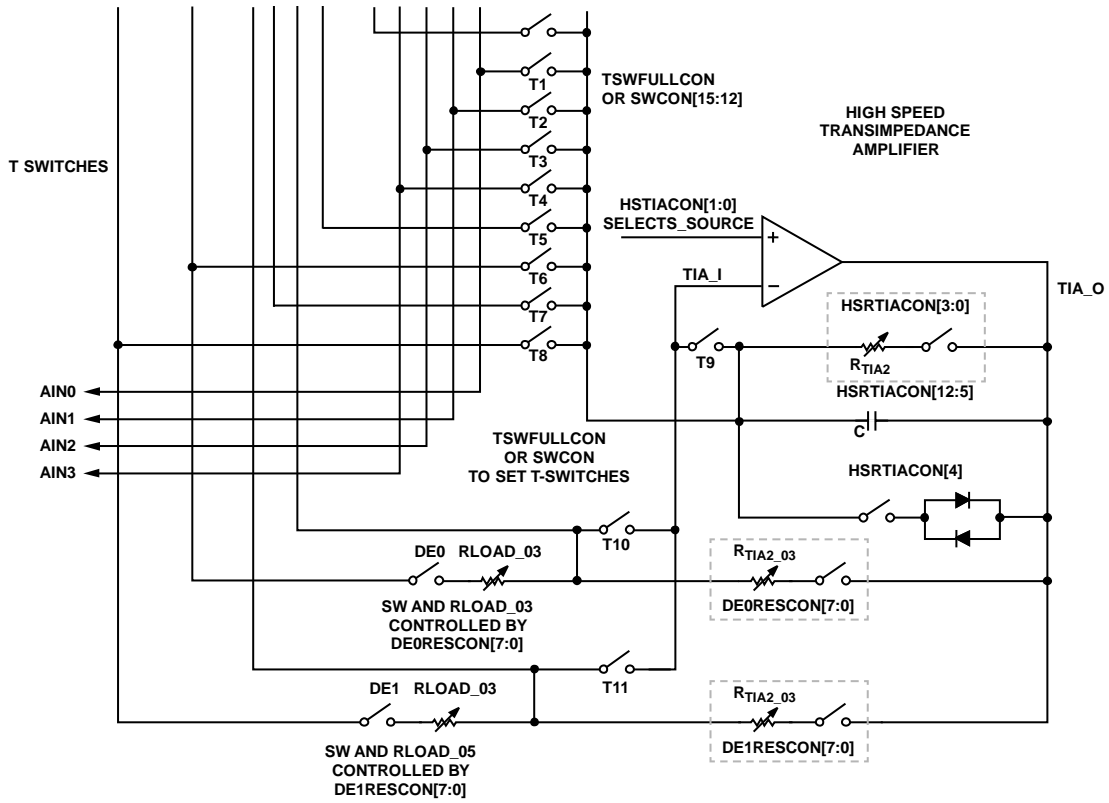 T SWITCHES
T1
T2
T3
T4
T5
T6
T7
T8
TSWFULLCON
OR SWCON[15:12]
HIGH SPEED
TRANSIMPEDANCE
AMPLIFIER
HSTIACON[1:0]
SELECTS_SOURCE
+
–
TIA_I
TIA_O
T9
HSRTIACON[3:0]
RTIA2
HSRTIACON[12:5]
C
HSRTIACON[4]
AIN0
AIN1
AIN2
AIN3
TSWFULLCON
OR SWCON
TO SET T-SWITCHES
T10
DE0 RLOAD_03
SW AND RLOAD_03
CONTROLLED BY
DE0RESCON[7:0]
RTIA2_03
DE0RESCON[7:0]
T11
DE1 RLOAD_03
SW AND RLOAD_05
CONTROLLED BY
DE1RESCON[7:0]
RTIA2_03
DE1RESCON[7:0]